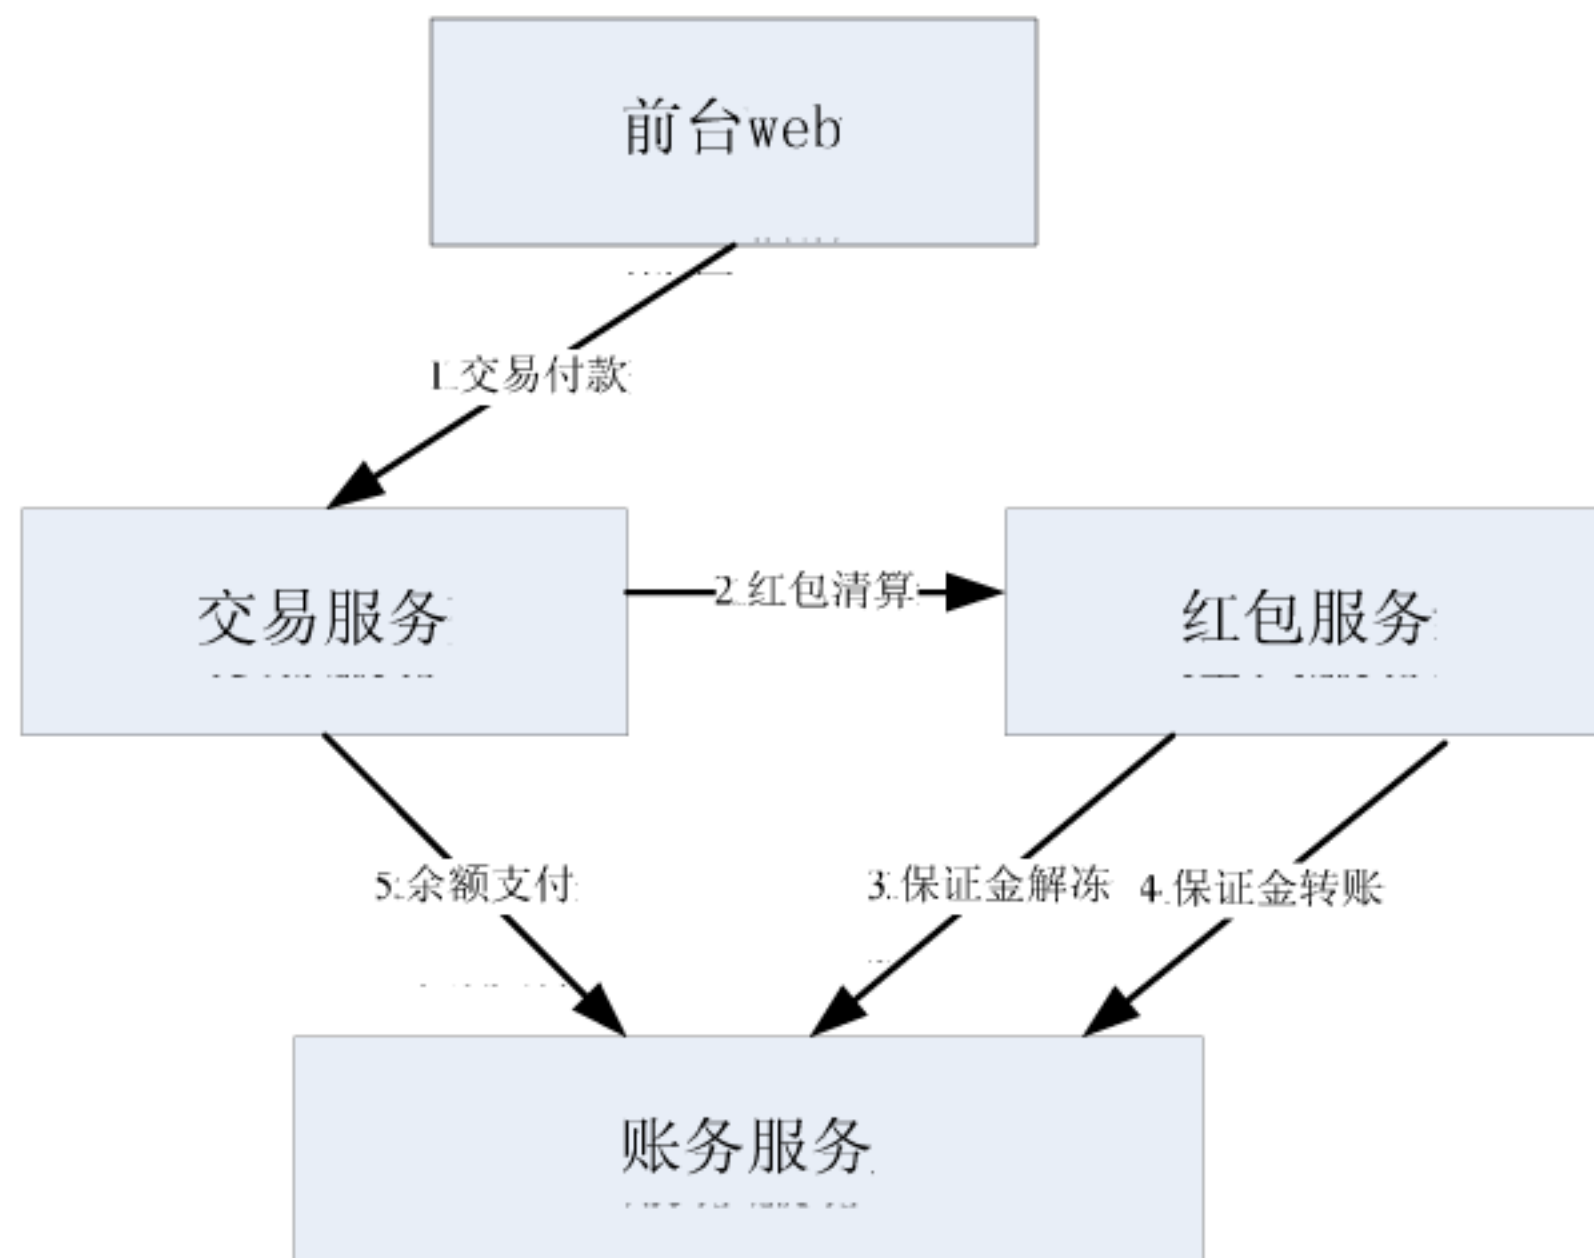 前台web
1.交易付款
2.红包清算
交易服务
红包服务
5.余额支付
3.保证金解冻
4.保证金转账
账务服务